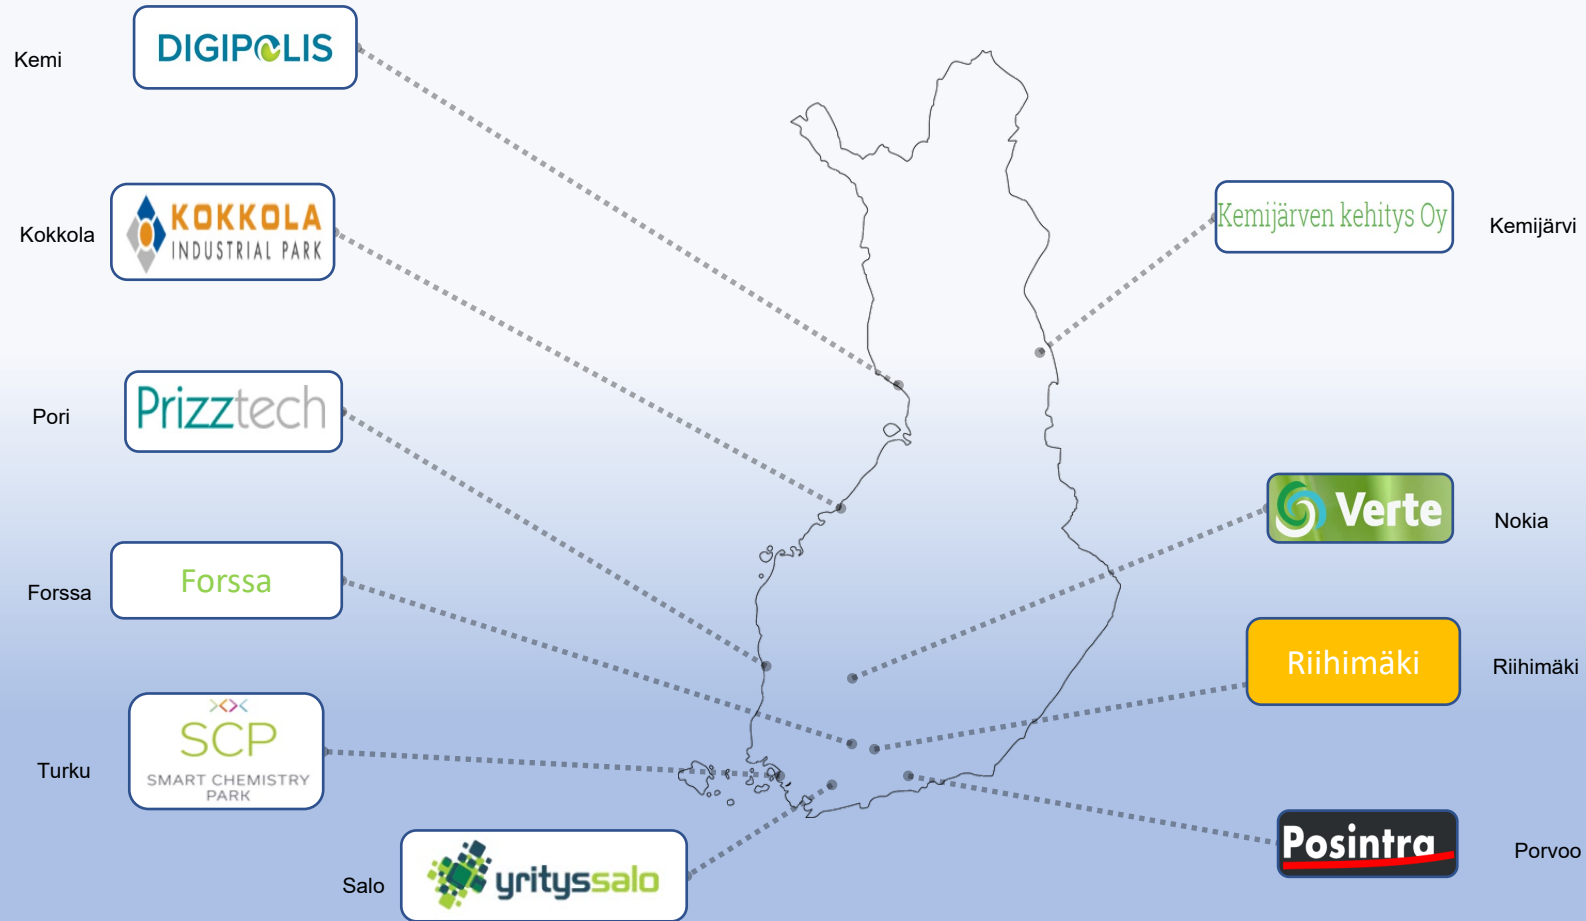 Kemi
DIGIPOLIS
Kokkola
KOKKOLA
INDUSTRIAL PARK
Pori
Prizztech
Forssa
Forssa
Turku
SCP
SMART CHEMISTRY
PARK
Salo
yrityssalo
Kemijärven kehitys Oy
Kemijärvi
Verte
Nokia
Riihimäki
Riihimäki
Posintra
Porvoo